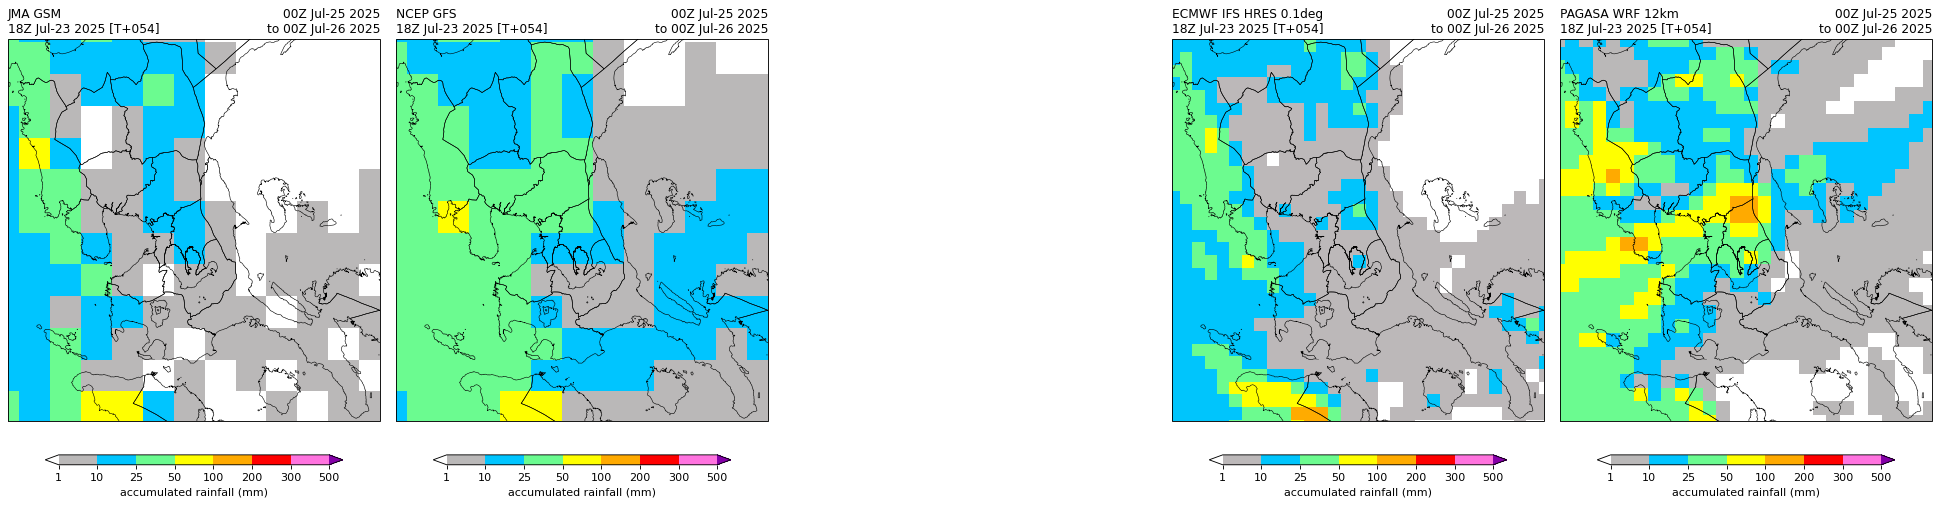 JMA GSM 00Z Jul-25 2025
18Z Jul-23 2025 [T+054] to 00Z Jul-26 2025
1 10 25 50 100 200 300 500
accumulated rainfall (mm)
NCEP GFS 00Z Jul-25 2025
18Z Jul-23 2025 [T+054] to 00Z Jul-26 2025
1 10 25 50 100 200 300 500
accumulated rainfall (mm)
ECMWF IFS HRES 0.1deg 00Z Jul-25 2025
18Z Jul-23 2025 [T+054] to 00Z Jul-26 2025
1 10 25 50 100 200 300 500
accumulated rainfall (mm)
PAGASA WRF 12km 00Z Jul-25 2025
18Z Jul-23 2025 [T+054] to 00Z Jul-26 2025
1 10 25 50 100 200 300 500
accumulated rainfall (mm)